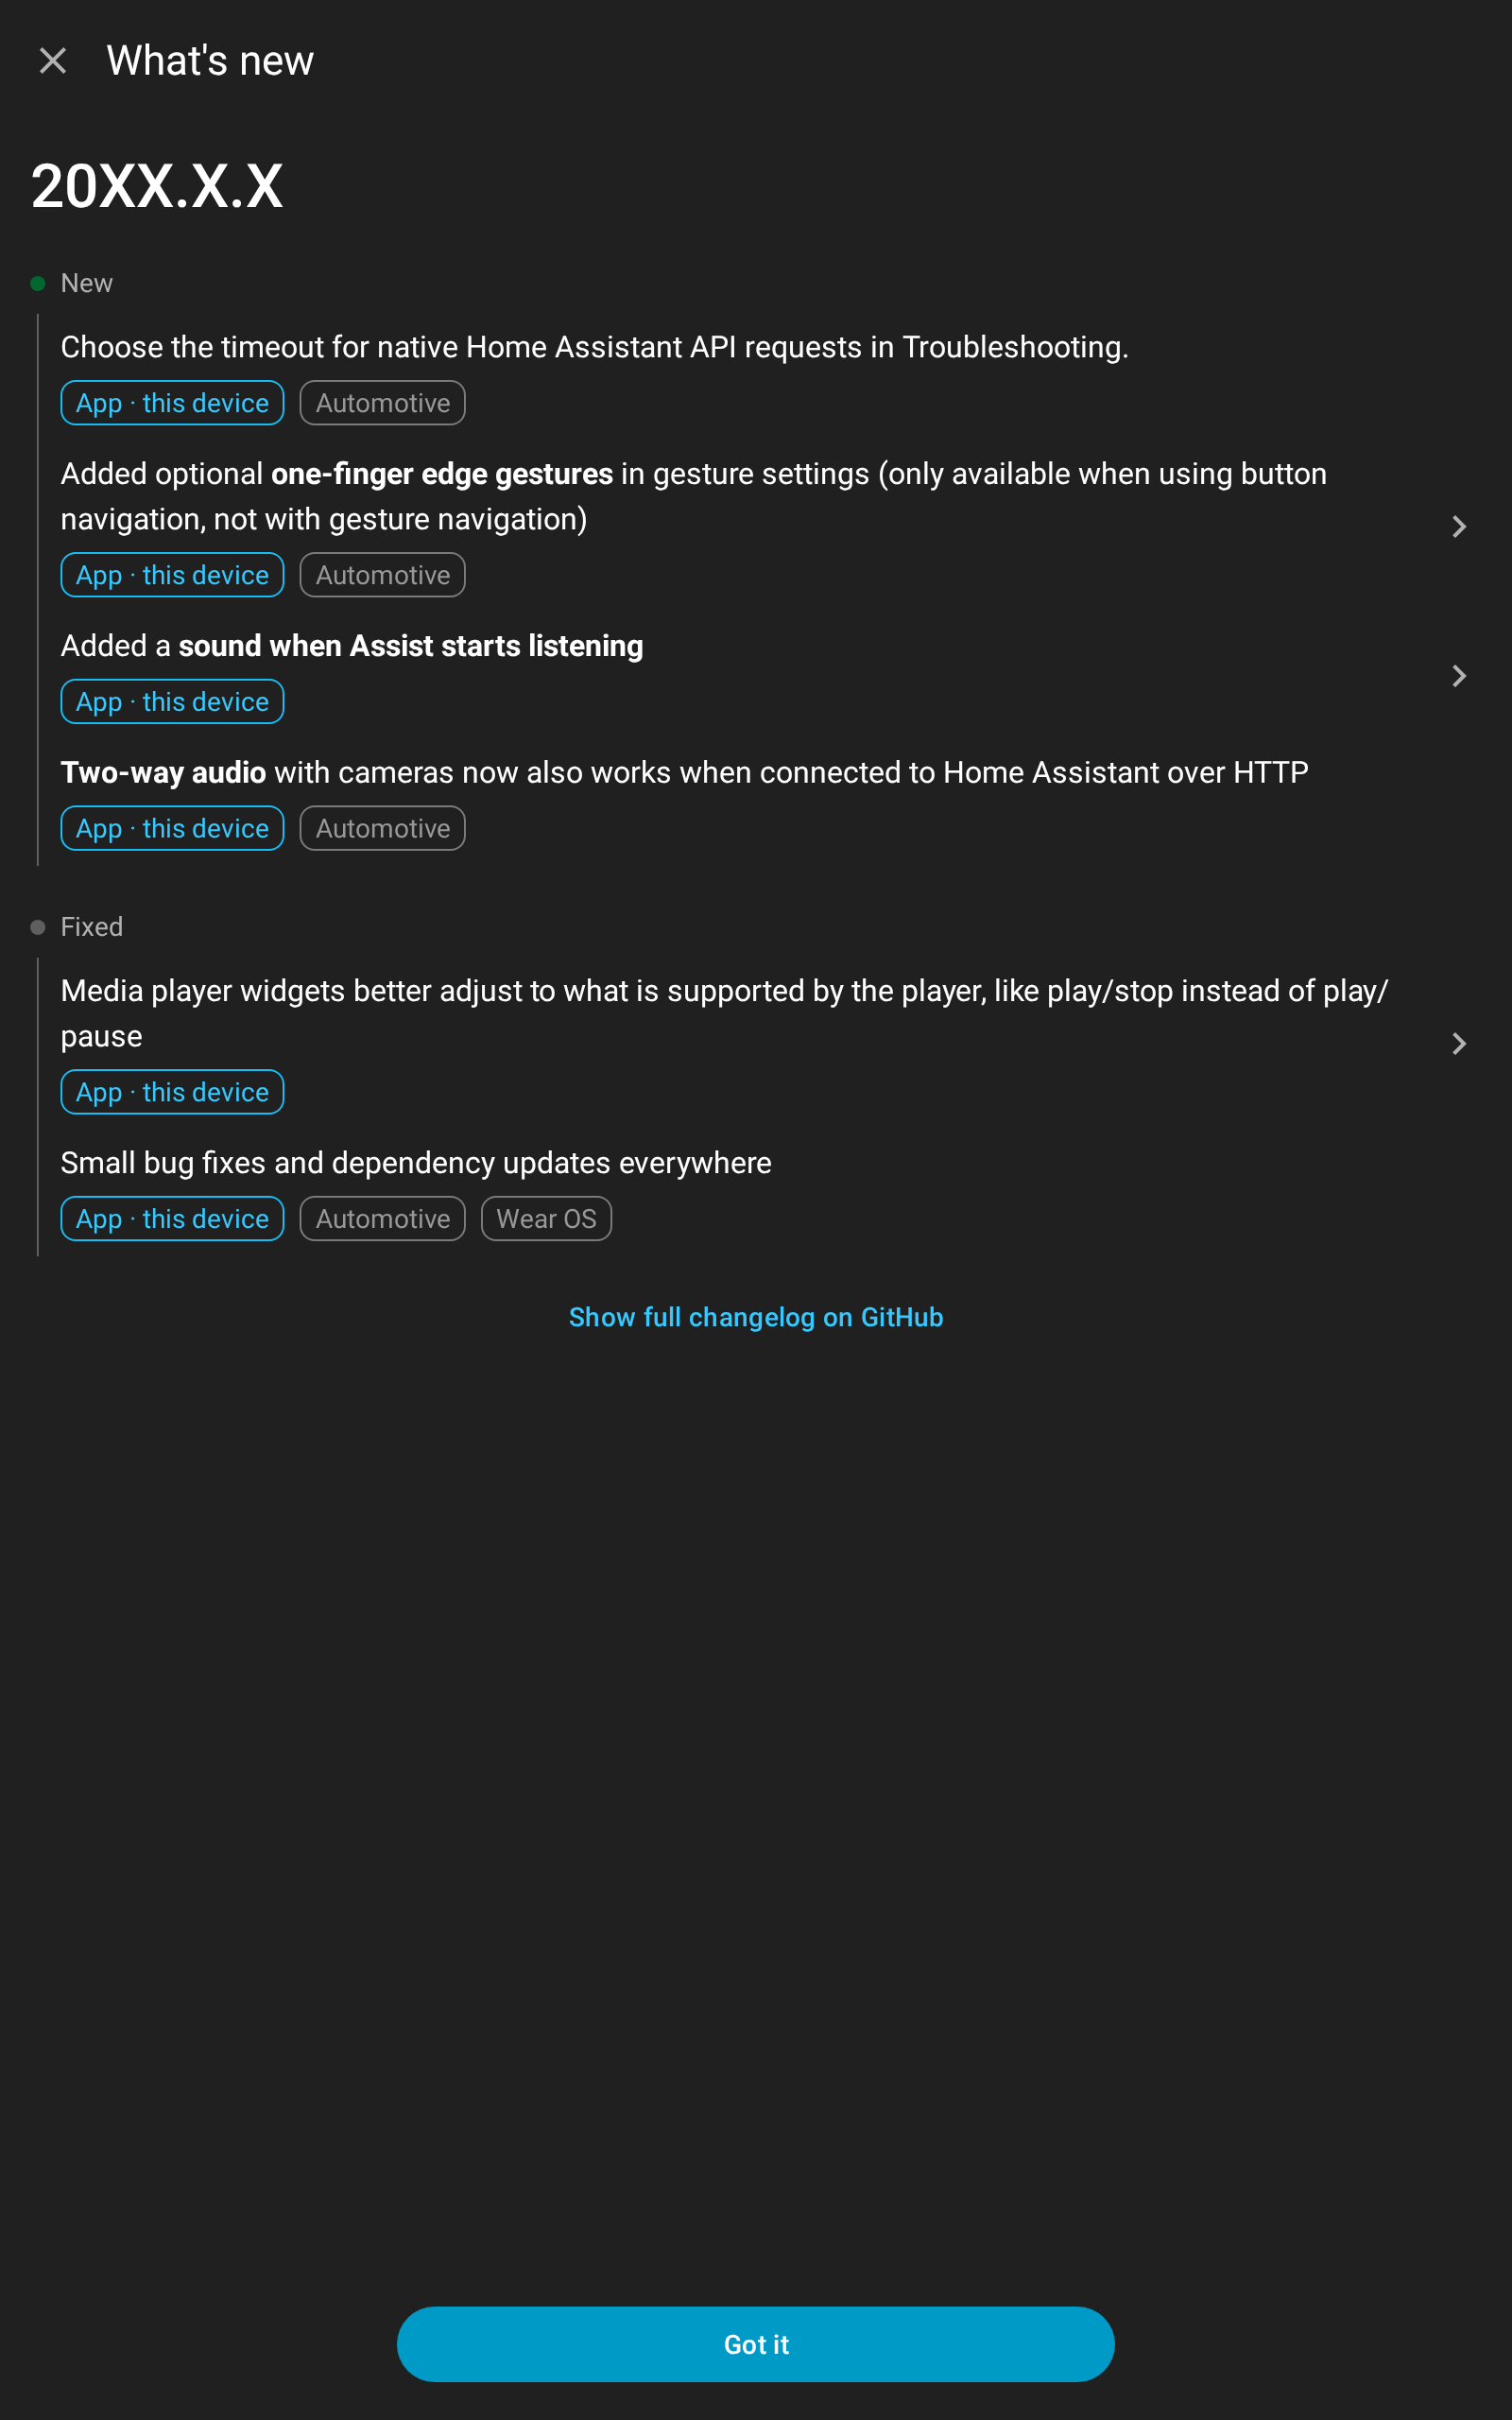 What's new
20XX.X.X
New
Choose the timeout for native Home Assistant API requests in Troubleshooting.
App · this device Automotive
Added optional one-finger edge gestures in gesture settings (only available when using button
navigation, not with gesture navigation)
App · this device Automotive
Added a sound when Assist starts listening
App · this device
Two-way audio with cameras now also works when connected to Home Assistant over HTTP
App · this device Automotive
Fixed
Media player widgets better adjust to what is supported by the player, like play/stop instead of play/
pause
App · this device
Small bug fixes and dependency updates everywhere
App · this device Automotive Wear OS
Show full changelog on GitHub
Got it